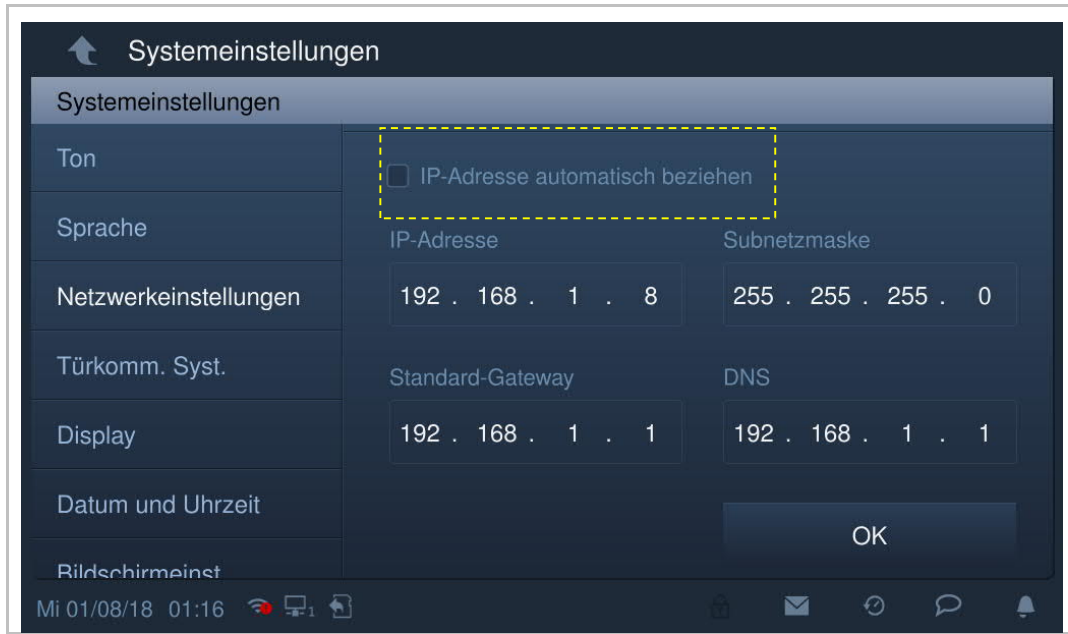 Systemeinstellungen
Systemeinstellungen
Ton
Sprache
Netzwerkeinstellungen
Türkomm. Syst.
Display
Datum und Uhrzeit
Bildschirmeinst
IP-Adresse automatisch beziehen
IP-Adresse
Subnetzmaske
192 . 168 . 1 . 8
255 . 255 . 255 . 0
Standard-Gateway
DNS
192 . 168 . 1 . 1
192 . 168 . 1 . 1
OK
Mi 01/08/18 01:16
1